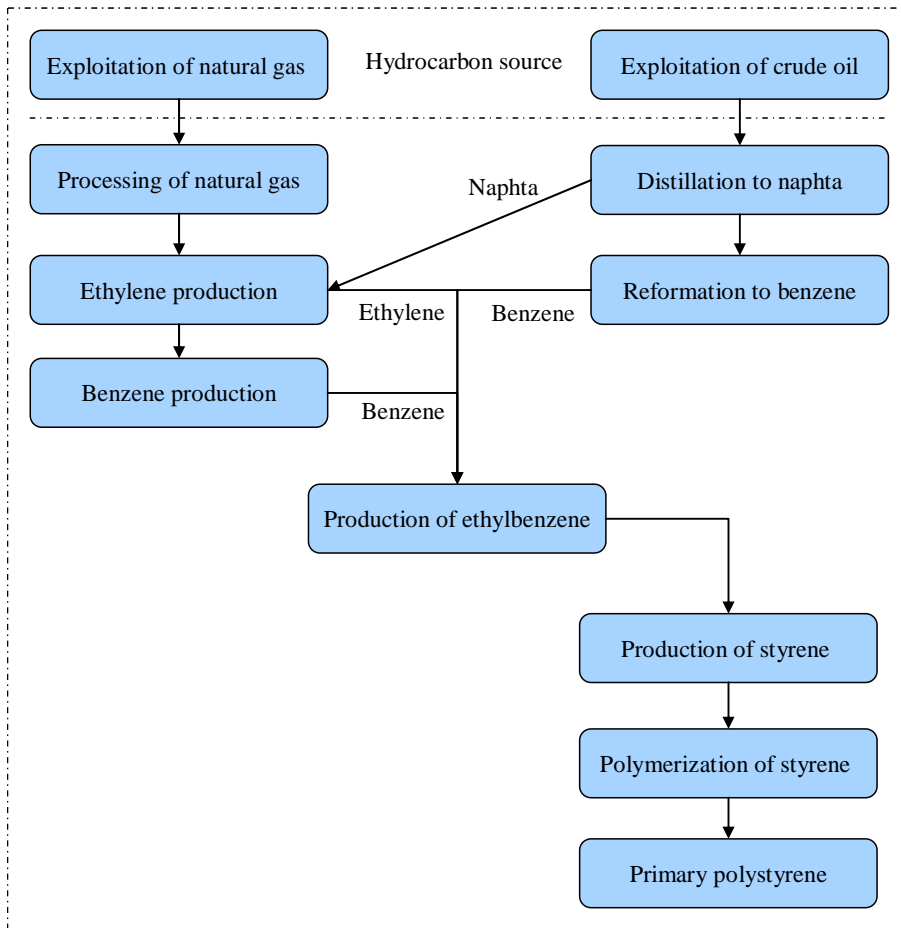 Exploitation of natural gas
Hydrocarbon source
Exploitation of crude oil
Processing of natural gas
Naphta
Distillation to naphta
Ethylene production
Ethylene
Benzene
Reformation to benzene
Benzene production
Benzene
Production of ethylbenzene
Production of styrene
Polymerization of styrene
Primary polystyrene